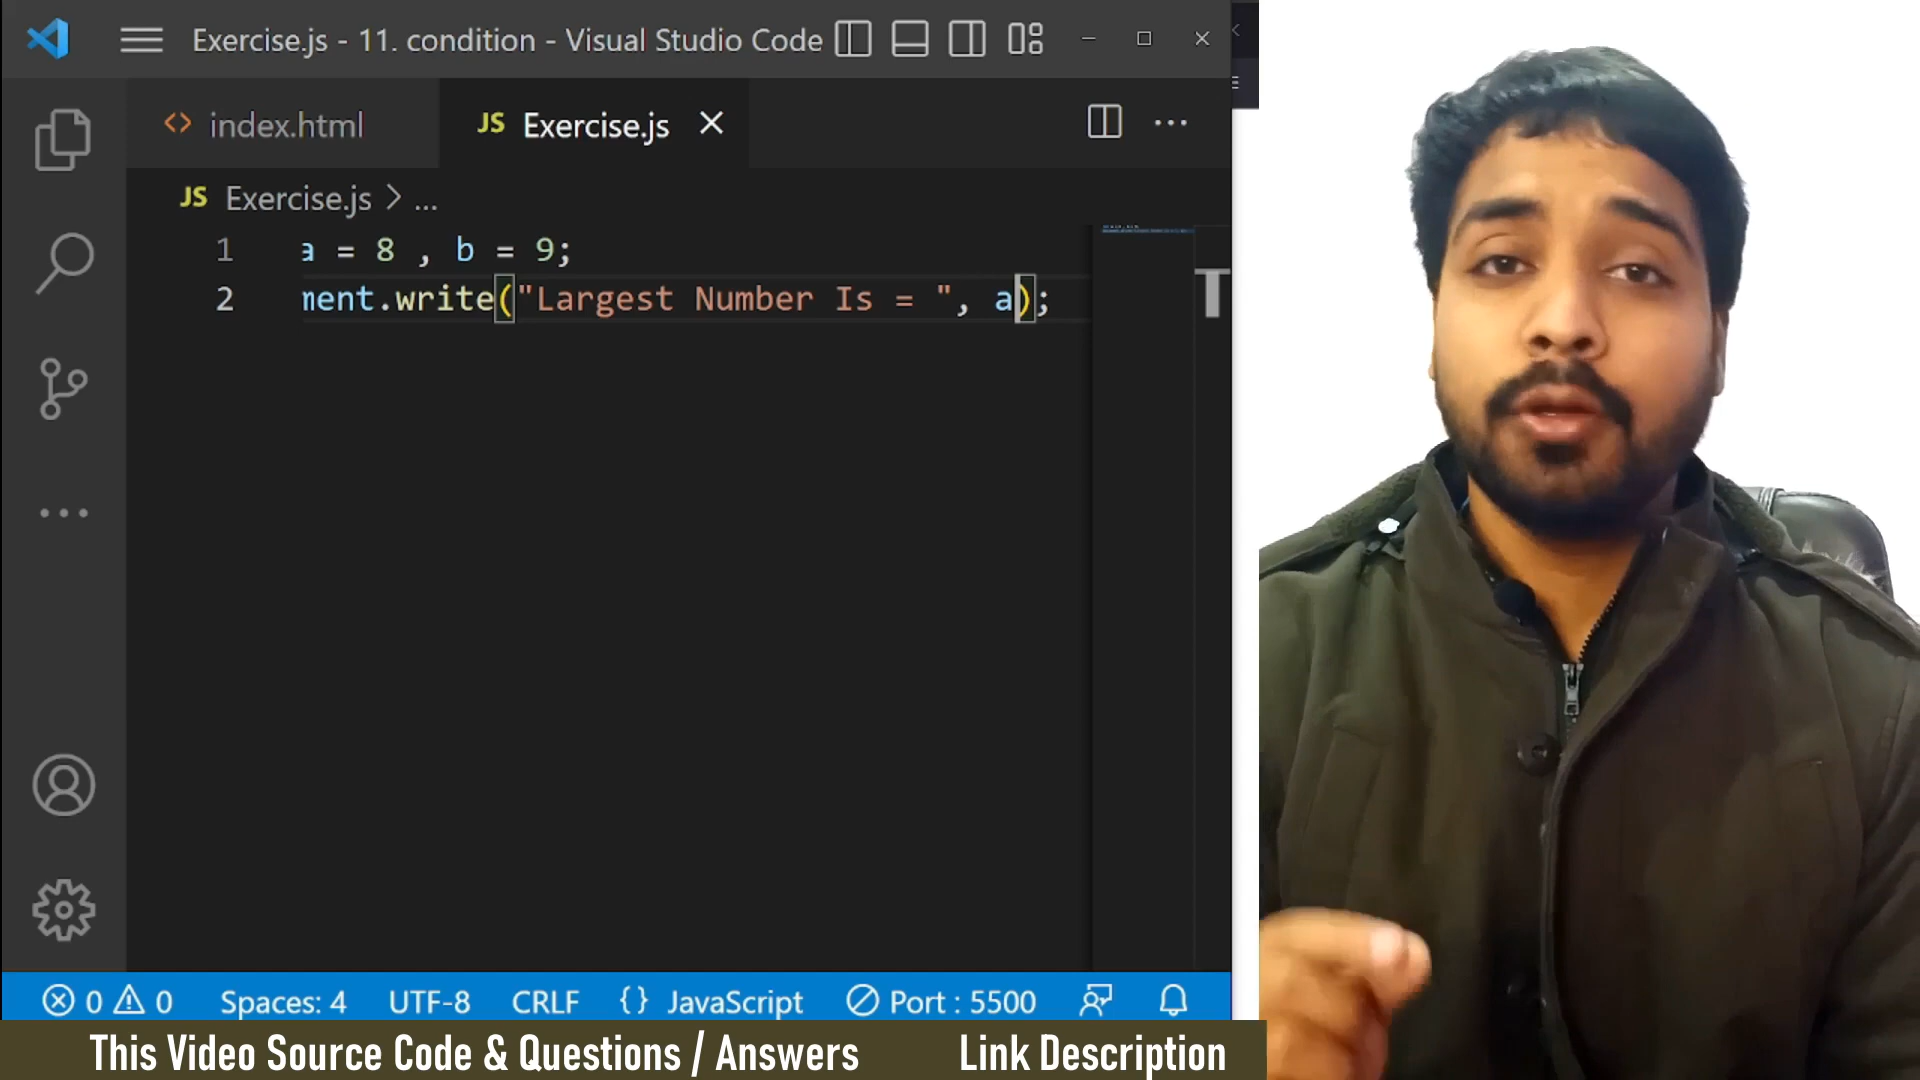 Exercise.js - 11. condition - Visual Studio Code
index.html
JS Exercise.js
JS Exercise.js > ...
1 a = 8 , b = 9;
2 ment.write("Largest Number Is = ", a);
T
0 0 Spaces: 4 UTF-8 CRLF {} JavaScript Port : 5500
This Video Source Code & Questions / Answers Link Description